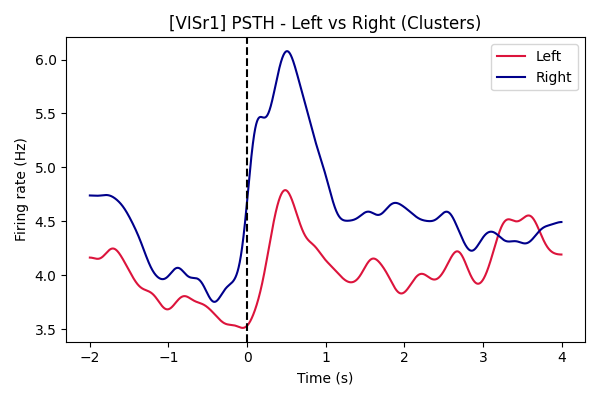 [VISr1] PSTH - Left vs Right (Clusters)
Left
Right
Firing rate (Hz)
6.0
5.5
5.0
4.5
4.0
3.5
−2
−1
0
1
2
3
4
Time (s)